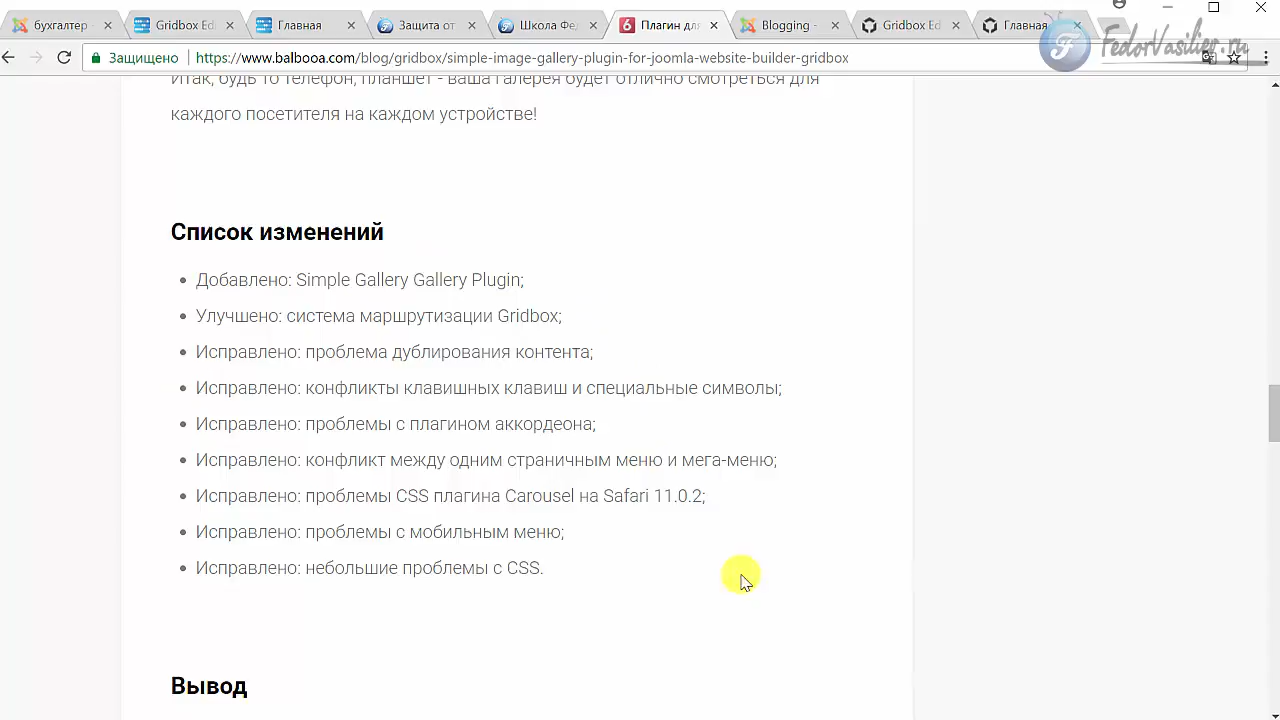 бухгалтер
Gridbox Edi
Главная
Защита от
Школа Фе
Плагин для
Blogging
Gridbox Ed
Главная
FedorVasiliev.ru
Защищено
https://www.balbooa.com/blog/gridbox/simple-image-gallery-plugin-for-joomla-website-builder-gridbox
Итак, будь то телефон, планшет - ваша галерея будет отлично смотреться для
каждого посетителя на каждом устройстве!
Список изменений
• Добавлено: Simple Gallery Gallery Plugin;
• Улучшено: система маршрутизации Gridbox;
• Исправлено: проблема дублирования контента;
• Исправлено: конфликты клавишных клавиш и специальные символы;
• Исправлено: проблемы с плагином аккордеона;
• Исправлено: конфликт между одним страничным меню и мега-меню;
• Исправлено: проблемы CSS плагина Carousel на Safari 11.0.2;
• Исправлено: проблемы с мобильным меню;
• Исправлено: небольшие проблемы с CSS.
Вывод